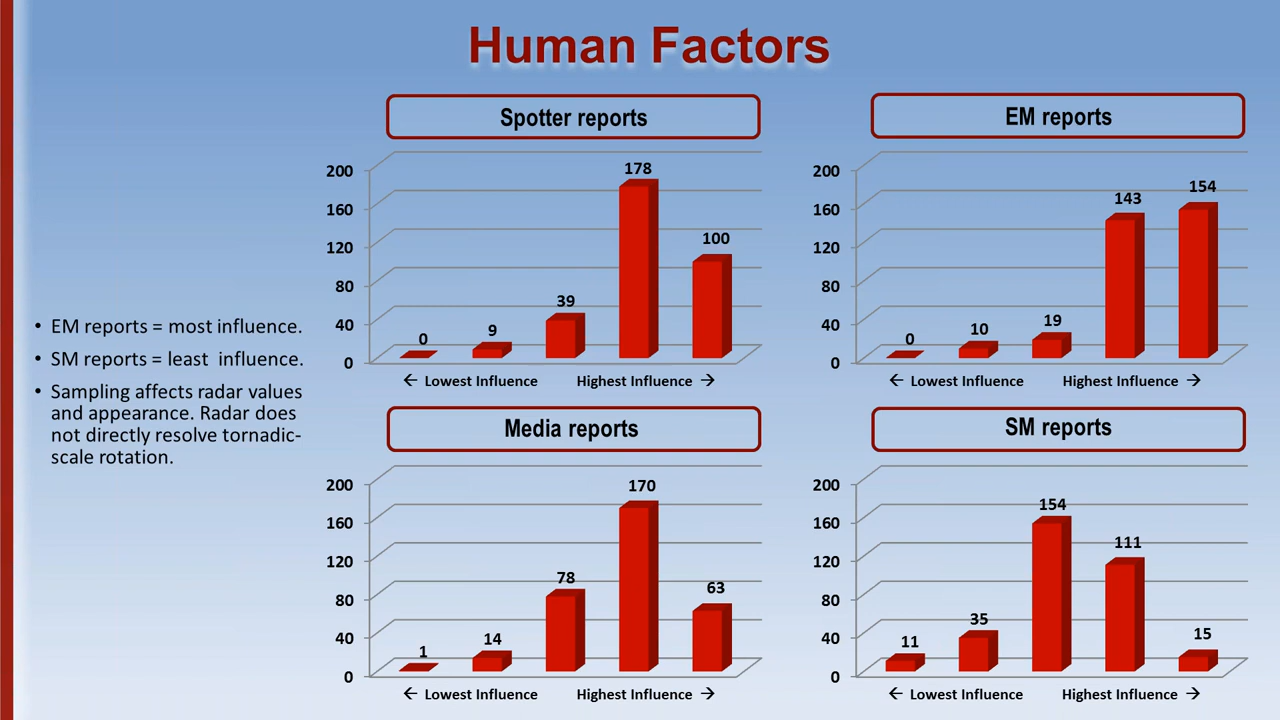 Human Factors
• EM reports = most influence.
• SM reports = least  influence.
• Sampling affects radar values
and appearance. Radar does
not directly resolve tornadic-
scale rotation.
Spotter reports
200
160
120
80
40
0
0
9
39
178
100
← Lowest Influence
Highest Influence →
EM reports
200
160
120
80
40
0
0
10
19
143
154
← Lowest Influence
Highest Influence →
Media reports
200
160
120
80
40
0
1
14
78
170
63
← Lowest Influence
Highest Influence →
SM reports
200
160
120
80
40
0
11
35
154
111
15
← Lowest Influence
Highest Influence →